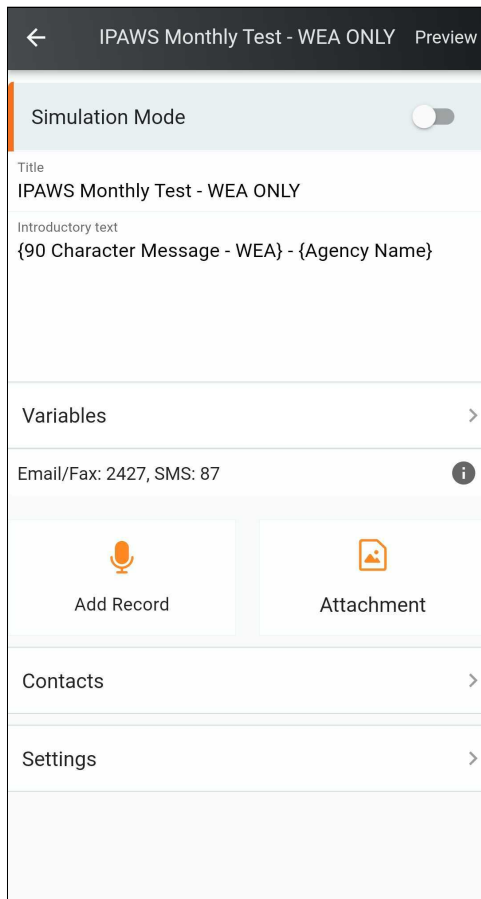 IPAWS Monthly Test - WEA ONLY Preview
Simulation Mode
Title
IPAWS Monthly Test - WEA ONLY
Introductory text
{90 Character Message - WEA} - {Agency Name}
Variables
Email/Fax: 2427, SMS: 87
Add Record
Attachment
Contacts
Settings